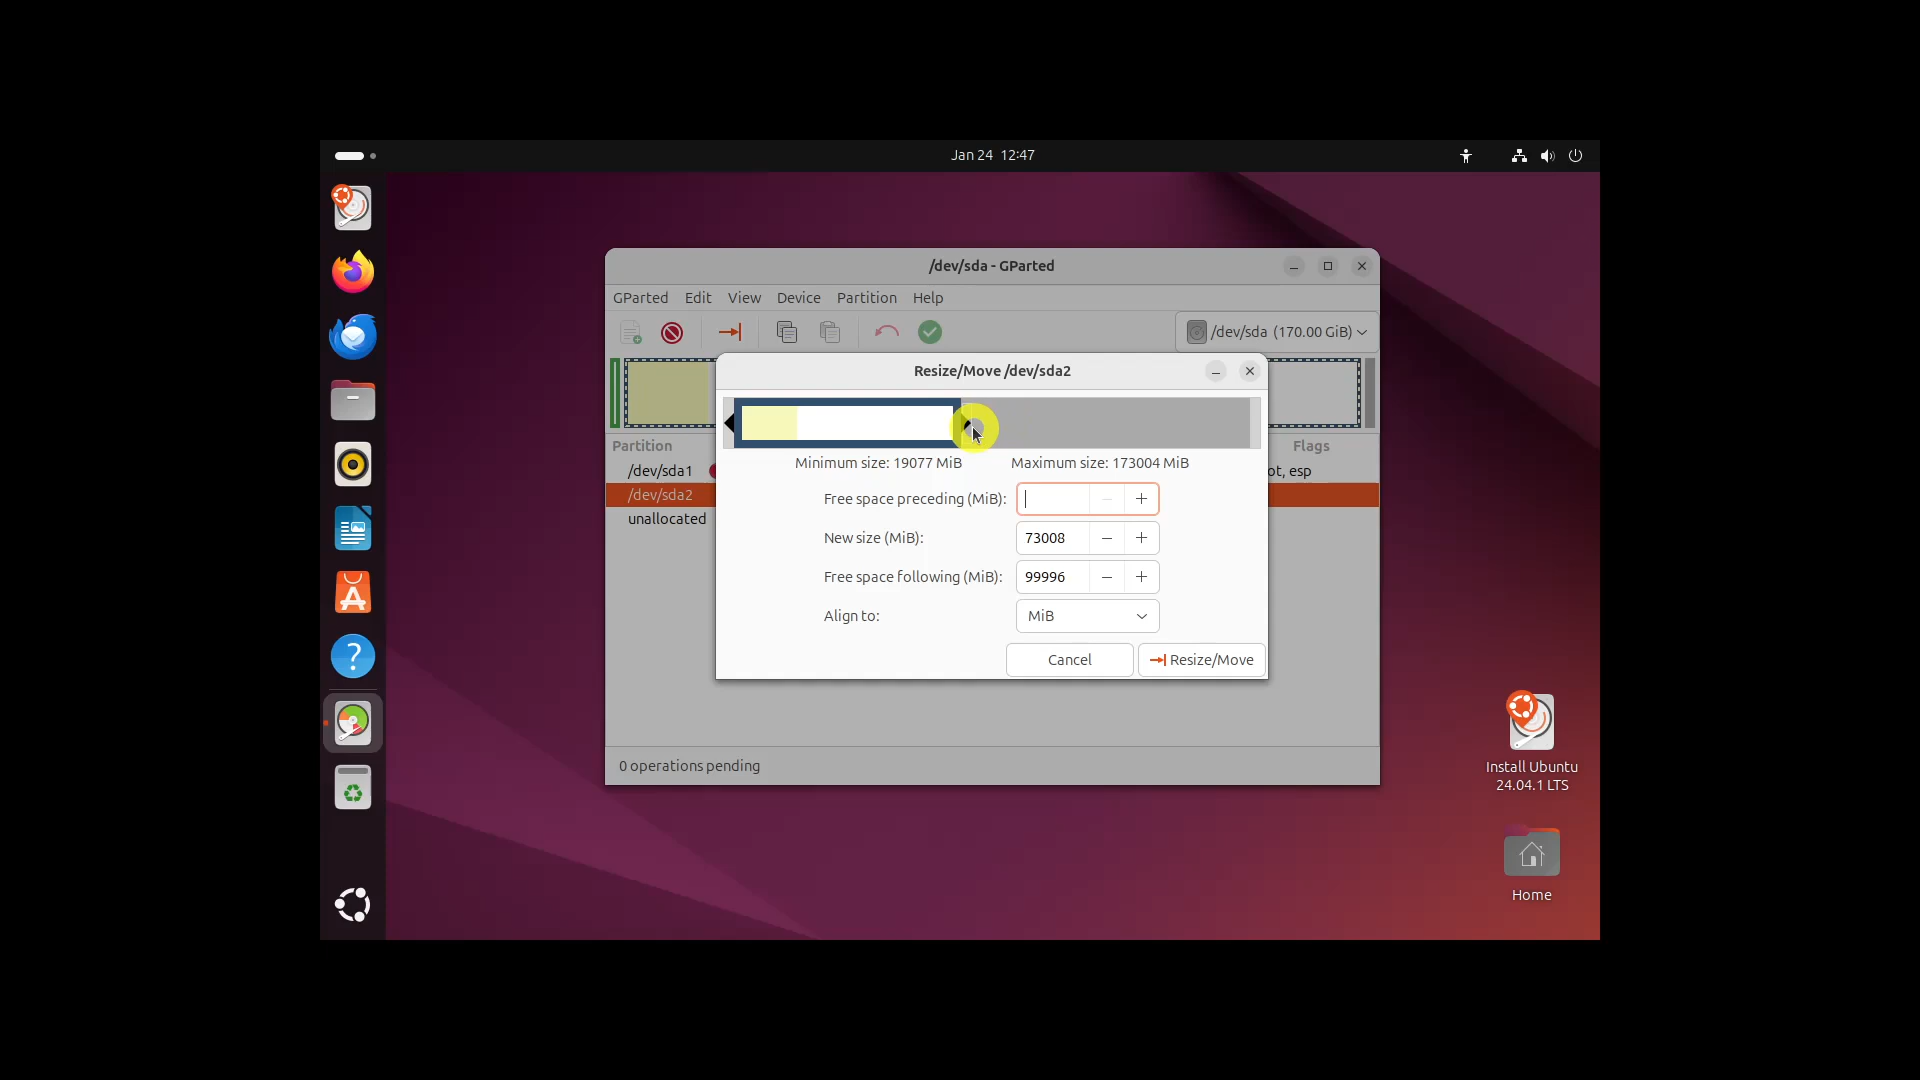 Jan 24 12:47
/dev/sda - GParted
GParted Edit View Device Partition Help
/dev/sda (170.00 GiB)
Resize/Move /dev/sda2
Partition
Flags
Minimum size: 19077 MiB
Maximum size: 173004 MiB
/dev/sda1
ot, esp
/dev/sda2
Free space preceding (MiB):
unallocated
New size (MiB): 73008
Free space following (MiB): 99996
Align to: MiB
Cancel
Resize/Move
0 operations pending
Install Ubuntu
24.04.1 LTS
Home